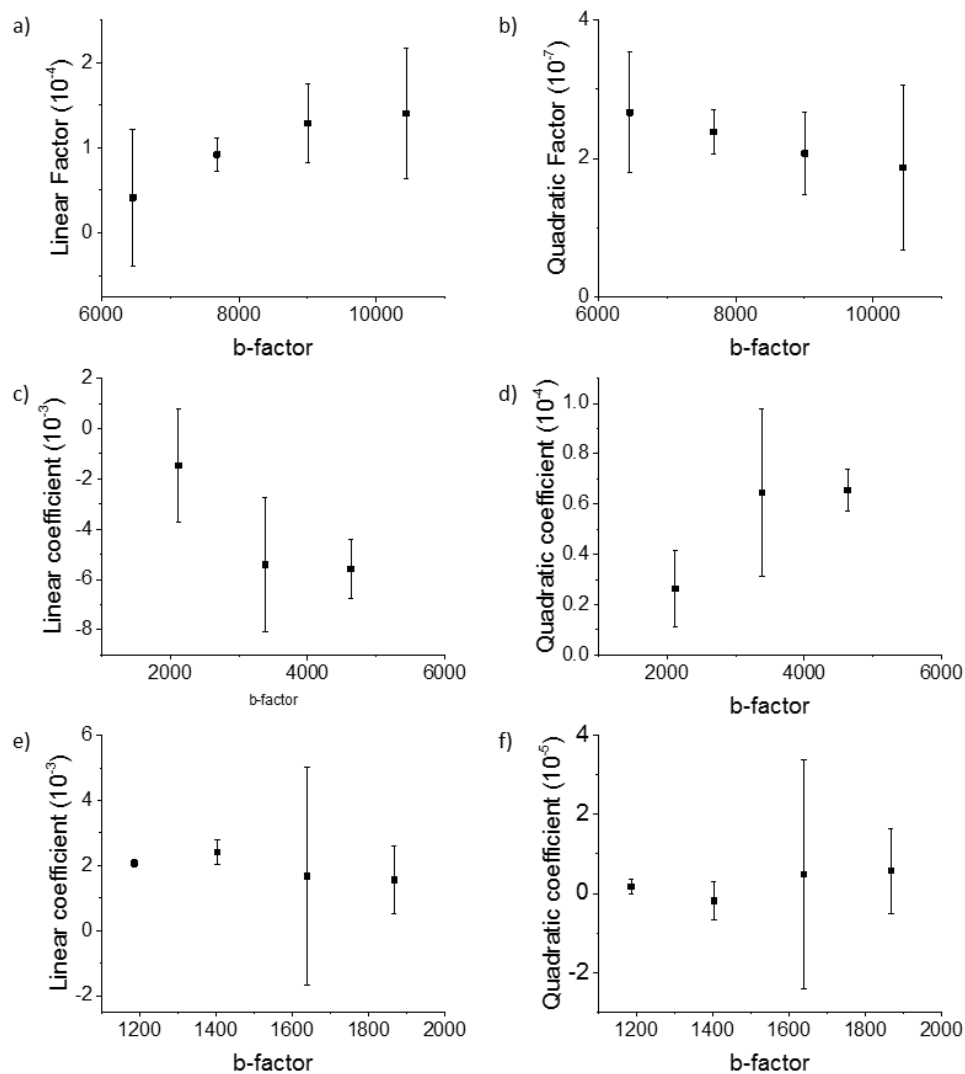 a)
Linear Factor (10⁻⁴)
2
1
0
6000 8000 10000
b-factor
b)
Quadratic Factor (10⁻⁷)
4
2
0
6000 8000 10000
b-factor
c)
Linear coefficient (10⁻³)
2
0
-2
-4
-6
-8
2000 4000 6000
b-factor
d)
Quadratic coefficient (10⁻⁴)
1.0
0.8
0.6
0.4
0.2
0.0
2000 4000 6000
b-factor
e)
Linear coefficient (10⁻³)
6
4
2
0
-2
1200 1400 1600 1800 2000
b-factor
f)
Quadratic coefficient (10⁻⁵)
4
2
0
-2
1200 1400 1600 1800 2000
b-factor